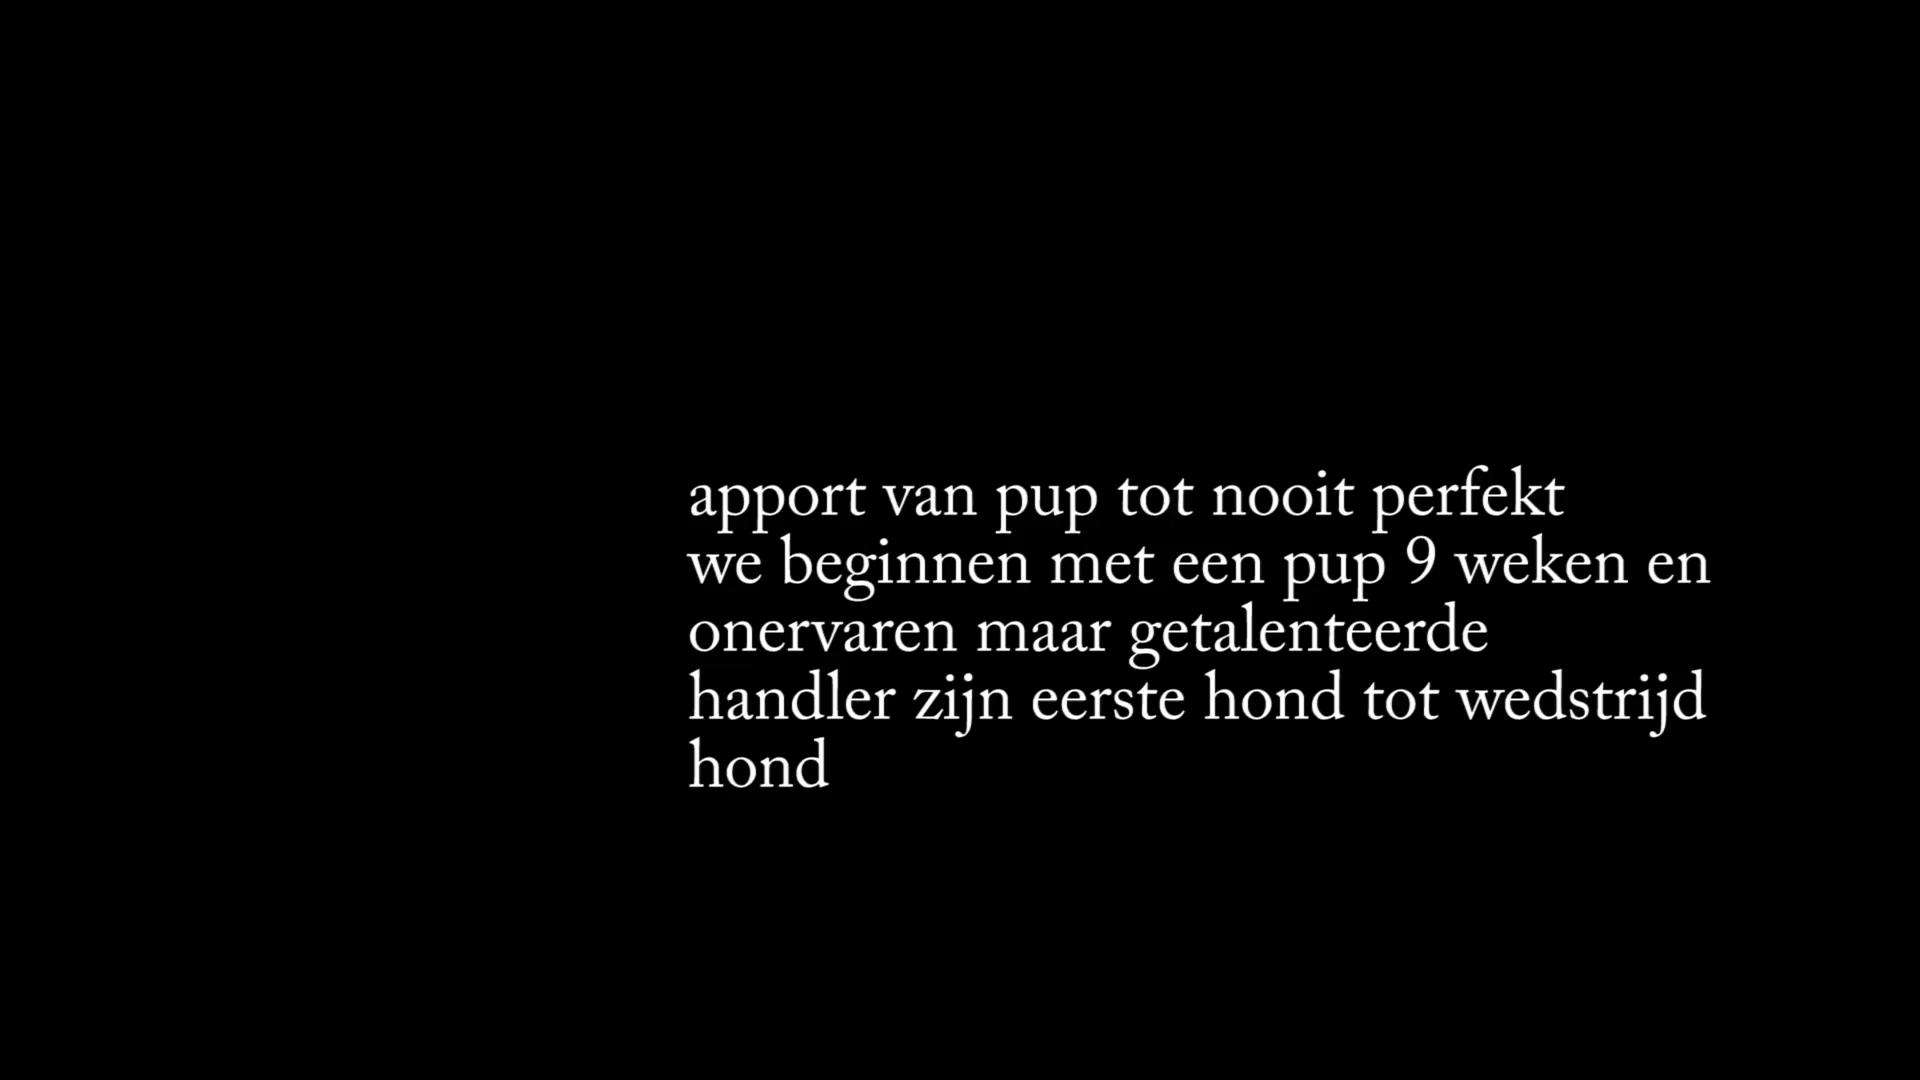 apport van pup tot nooit perfekt
we beginnen met een pup 9 weken en
onervaren maar getalenteerde
handler zijn eerste hond tot wedstrijd
hond